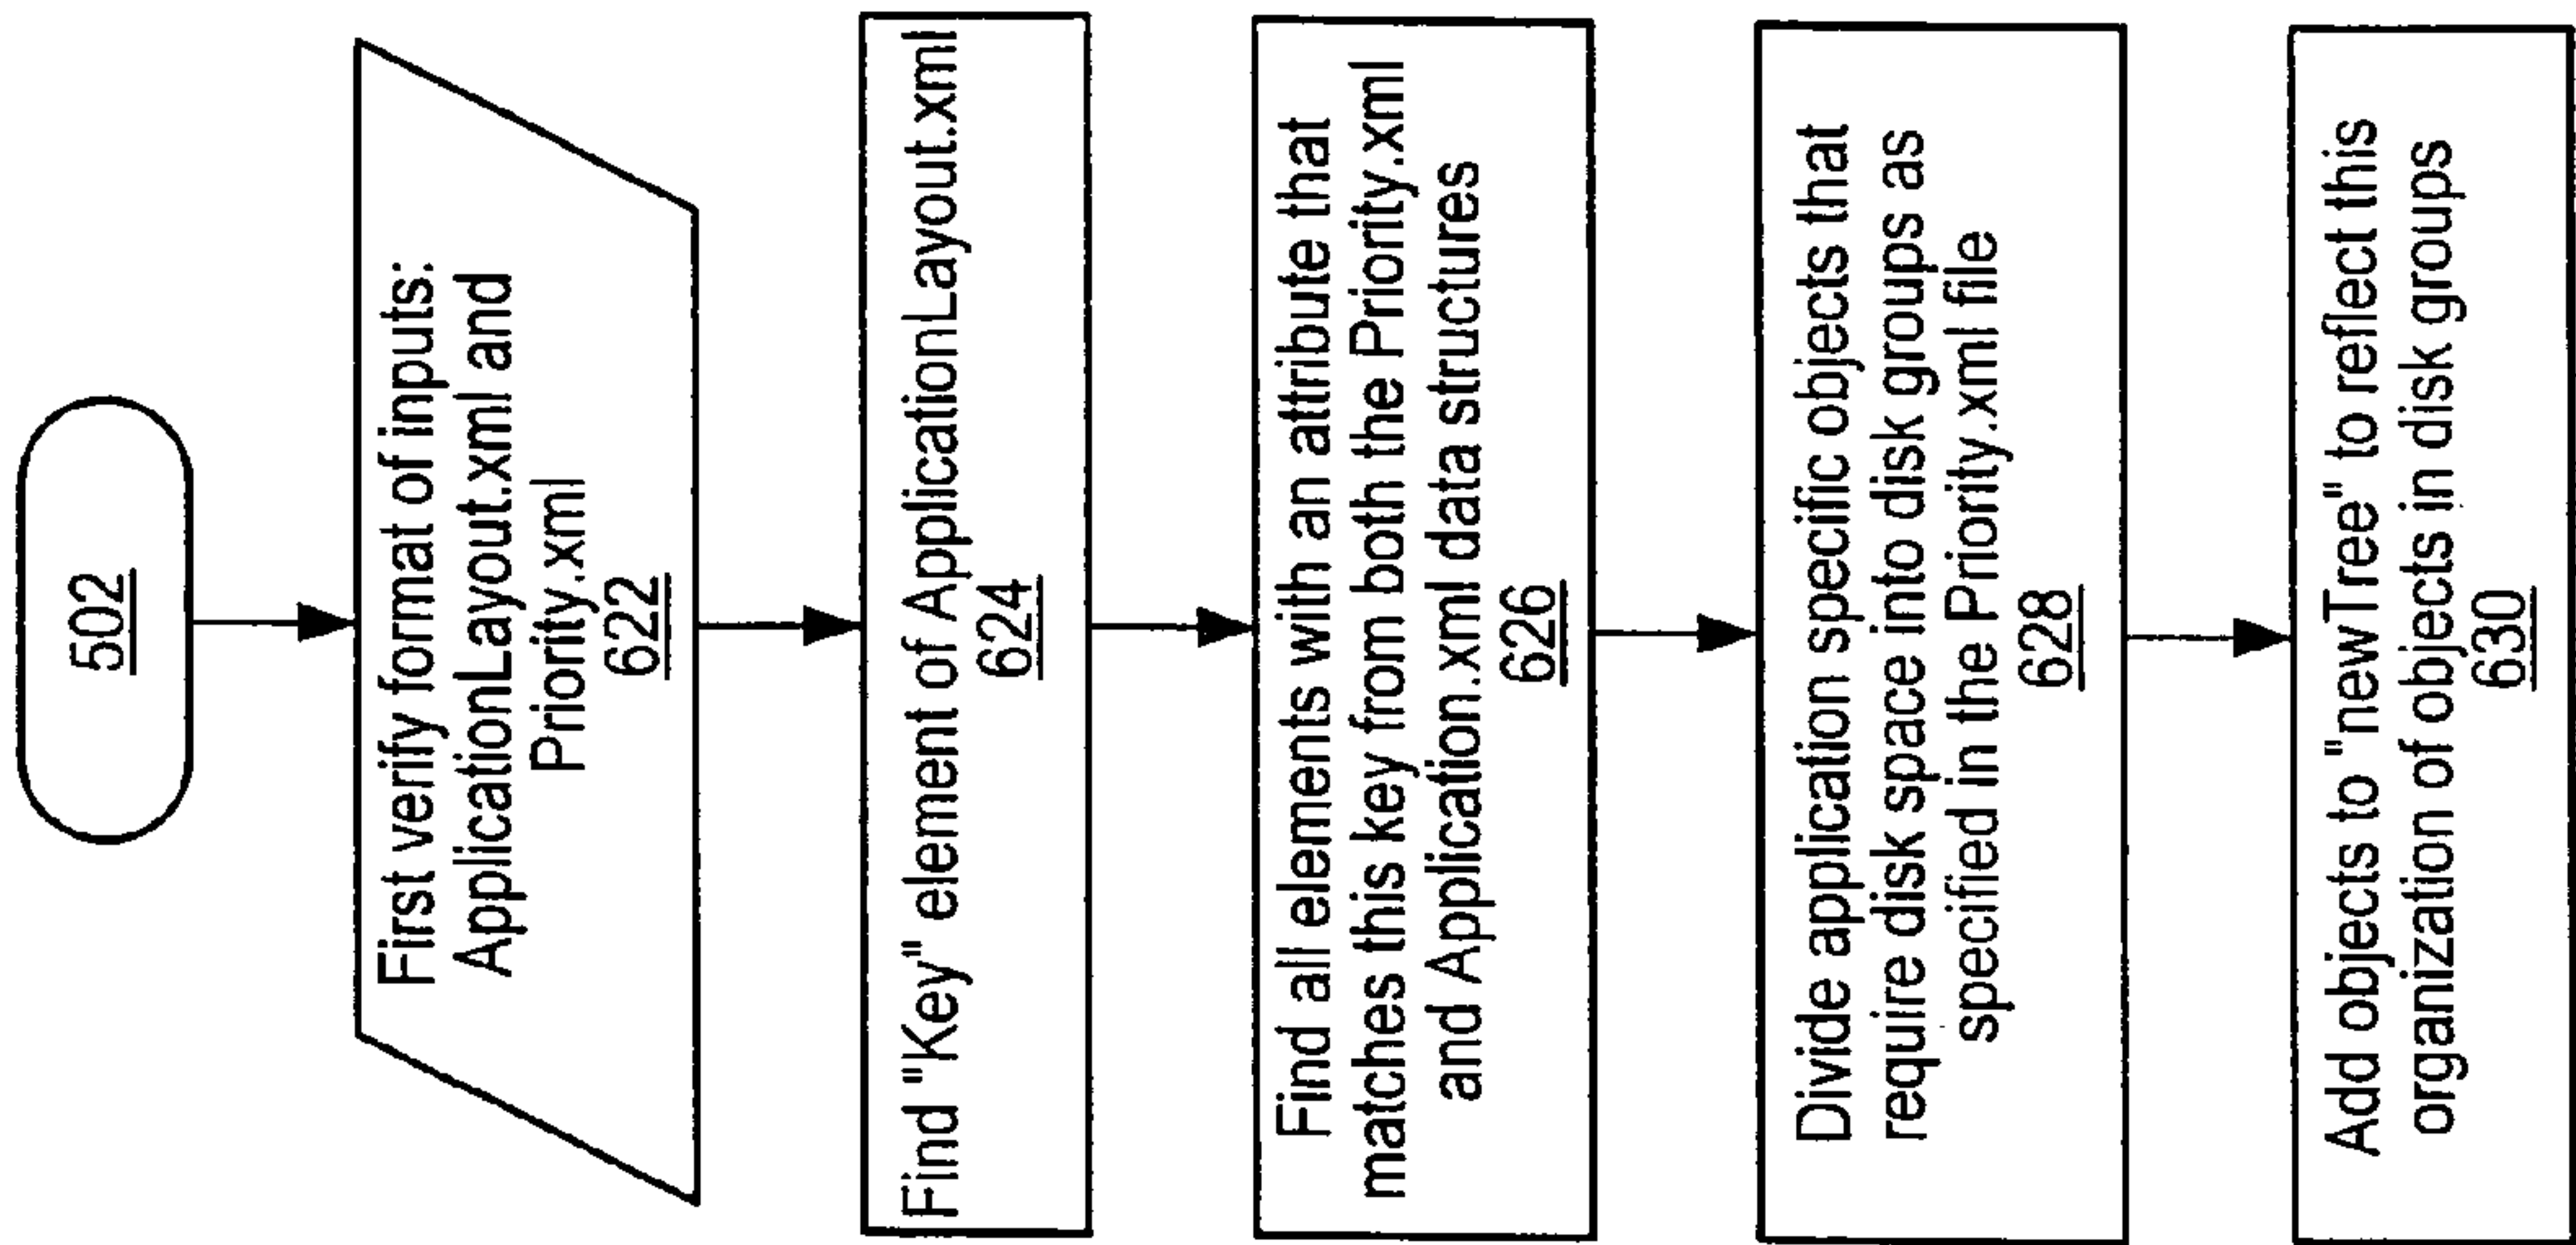 502
First verify format of inputs:
ApplicationLayout.xml and
Priority.xml
622
Find "Key" element of ApplicationLayout.xml
624
Find all elements with an attribute that
matches this key from both the Priority.xml
and Application.xml data structures
626
Divide application specific objects that
require disk space into disk groups as
specified in the Priority.xml file
628
Add objects to "newTree" to reflect this
organization of objects in disk groups
630